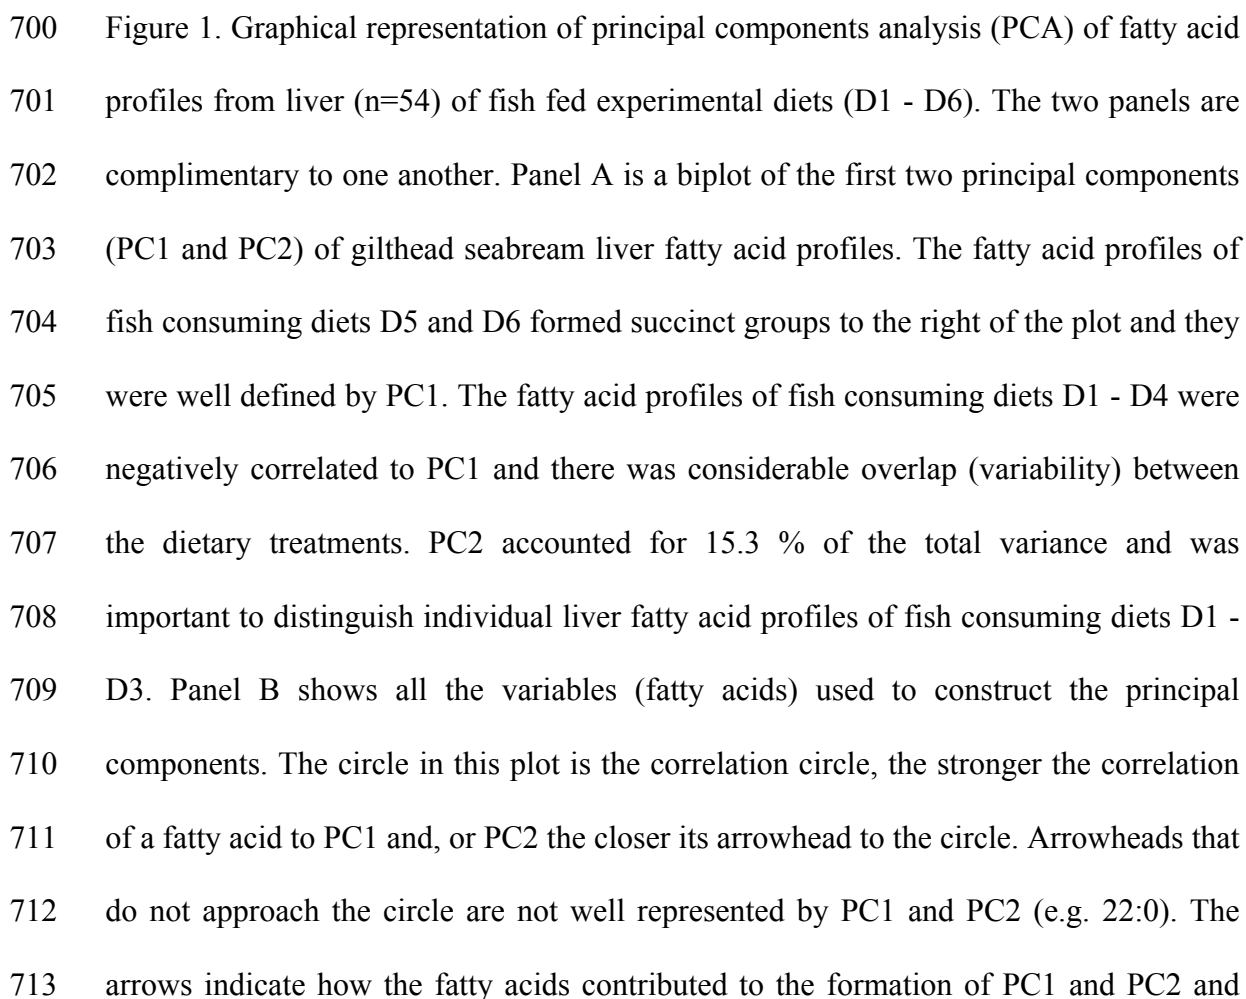 700 Figure 1. Graphical representation of principal components analysis (PCA) of fatty acid
701 profiles from liver (n=54) of fish fed experimental diets (D1 - D6). The two panels are
702 complimentary to one another. Panel A is a biplot of the first two principal components
703 (PC1 and PC2) of gilthead seabream liver fatty acid profiles. The fatty acid profiles of
704 fish consuming diets D5 and D6 formed succinct groups to the right of the plot and they
705 were well defined by PC1. The fatty acid profiles of fish consuming diets D1 - D4 were
706 negatively correlated to PC1 and there was considerable overlap (variability) between
707 the dietary treatments. PC2 accounted for 15.3 % of the total variance and was
708 important to distinguish individual liver fatty acid profiles of fish consuming diets D1 -
709 D3. Panel B shows all the variables (fatty acids) used to construct the principal
710 components. The circle in this plot is the correlation circle, the stronger the correlation
711 of a fatty acid to PC1 and, or PC2 the closer its arrowhead to the circle. Arrowheads that
712 do not approach the circle are not well represented by PC1 and PC2 (e.g. 22:0). The
713 arrows indicate how the fatty acids contributed to the formation of PC1 and PC2 and